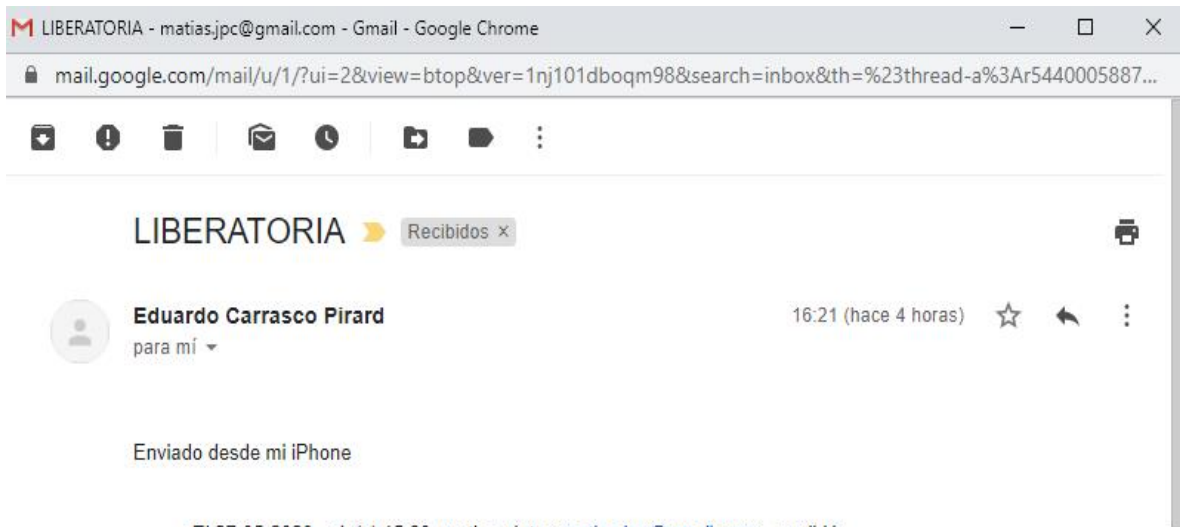 LIBERATORIA - matias.jpc@gmail.com - Gmail - Google Chrome
mail.google.com/mail/u/1/?ui=2&view=btop&ver=1nj101dboqm98&search=inbox&th=%23thread-a%3Ar5440005887...
LIBERATORIA Recibidos ×
Eduardo Carrasco Pirard 16:21 (hace 4 horas)
para mí
Enviado desde mi iPhone